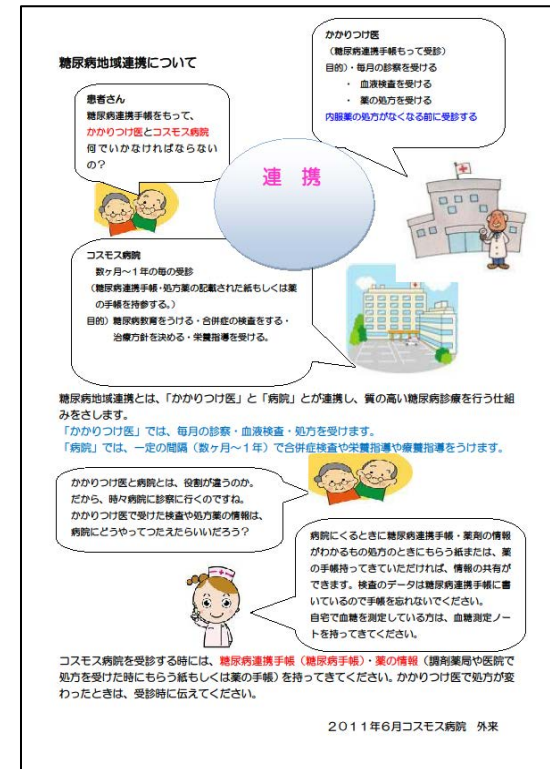 糖尿病地域連携について
かかりつけ医
（糖尿病連携手帳もって受診）
目的）・毎月の診察を受ける
・　血液検査を受ける
・　薬の処方を受ける
内服薬の処方がなくなる前に受診する
患者さん
糖尿病連携手帳をもって、
かかりつけ医とコスモス病院
何でいかなければならない
の？
連　携
コスモス病院
数ヶ月～１年の毎の受診
（糖尿病連携手帳・処方薬の記載された紙もしくは薬
の手帳を持参する。）
目的）糖尿病教育をうける・合併症の検査をする・
治療方針を決める・栄養指導を受ける。
糖尿病地域連携とは、「かかりつけ医」と「病院」とが連携し、質の高い糖尿病診療を行う仕組
みをさします。
「かかりつけ医」では、毎月の診察・血液検査・処方を受けます。
「病院」では、一定の間隔（数ヶ月～１年）で合併症検査や栄養指導や療養指導をうけます。
かかりつけ医と病院とは、役割が違うのか。
だから、時々病院に診察に行くのですね。
かかりつけ医で受けた検査や処方薬の情報は、
病院にどうやってつたえたらいいだろう？
病院にくるときに糖尿病連携手帳・薬剤の情報
がわかるもの処方のときにもらう紙または、薬
の手帳持ってきていただければ、情報の共有が
できます。検査のデータは糖尿病連携手帳に書
いているので手帳を忘れないでください。
自宅で血糖を測定している方は、血糖測定ノー
トを持ってきてください。
コスモス病院を受診する時には、糖尿病連携手帳（糖尿病手帳）・薬の情報（調剤薬局や医院で
処方を受けた時にもらう紙もしくは薬の手帳）を持ってきてください。かかりつけ医で処方が変
わったときは、受診時に伝えてください。
２０１１年６月コスモス病院　外来